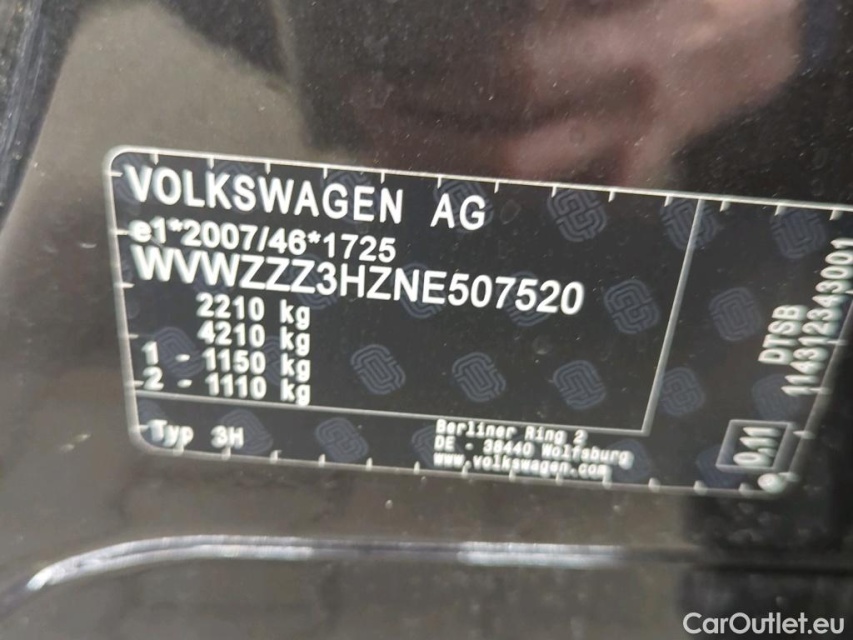 VOLKSWAGEN AG
e1*2007/46*1725
WVWZZZ3HZNE507520
2210 kg
4210 kg
1 - 1150 kg
2 - 1110 kg
Typ 3H
Berliner Ring 2
DE - 38440 Wolfsburg
www.volkswagen.com
DTSB
114312343001
0,11
CarOutlet.eu